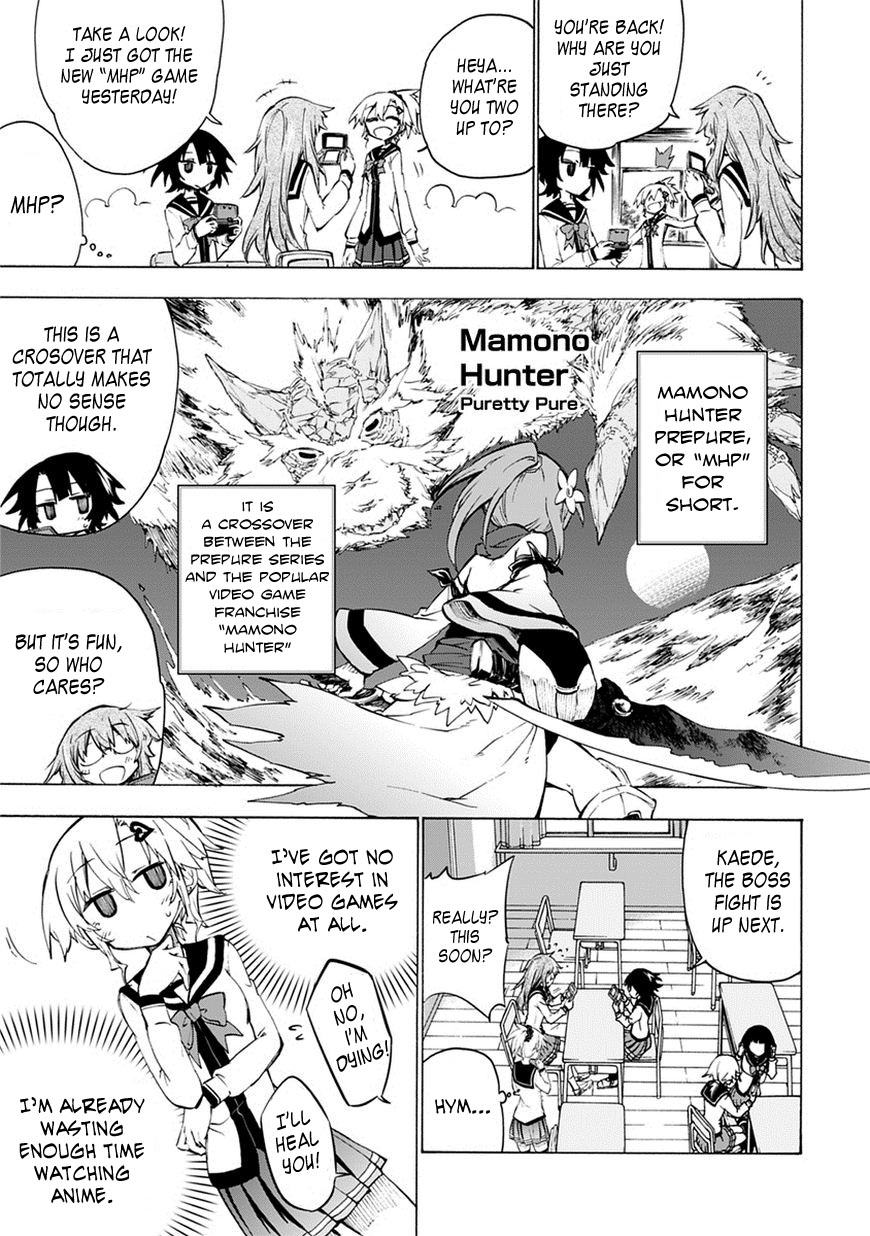 YOU'RE BACK!
WHY ARE YOU
JUST
STANDING
THERE?
HEYA...
WHAT'RE
YOU TWO
UP TO?
TAKE A LOOK!
I JUST GOT THE
NEW "MHP" GAME
YESTERDAY!
MHP?
Mamono
Hunter
Puretty Pure
MAMONO
HUNTER
PREPURE,
OR "MHP"
FOR
SHORT.
IT IS
A CROSSOVER
BETWEEN THE
PREPURE SERIES
AND THE POPULAR
VIDEO GAME
FRANCHISE
"MAMONO
HUNTER"
THIS IS A
CROSOVER THAT
TOTALLY MAKES
NO SENSE
THOUGH.
BUT IT'S FUN,
SO WHO
CARES?
KAEDE,
THE BOSS
FIGHT IS
UP NEXT.
REALLY?
THIS
SOON?
HYM...
I'VE GOT NO
INTEREST IN
VIDEO GAMES
AT ALL.
OH
NO,
I'M
DYING!
I'LL
HEAL
YOU!
I'M ALREADY
WASTING
ENOUGH TIME
WATCHING
ANIME.